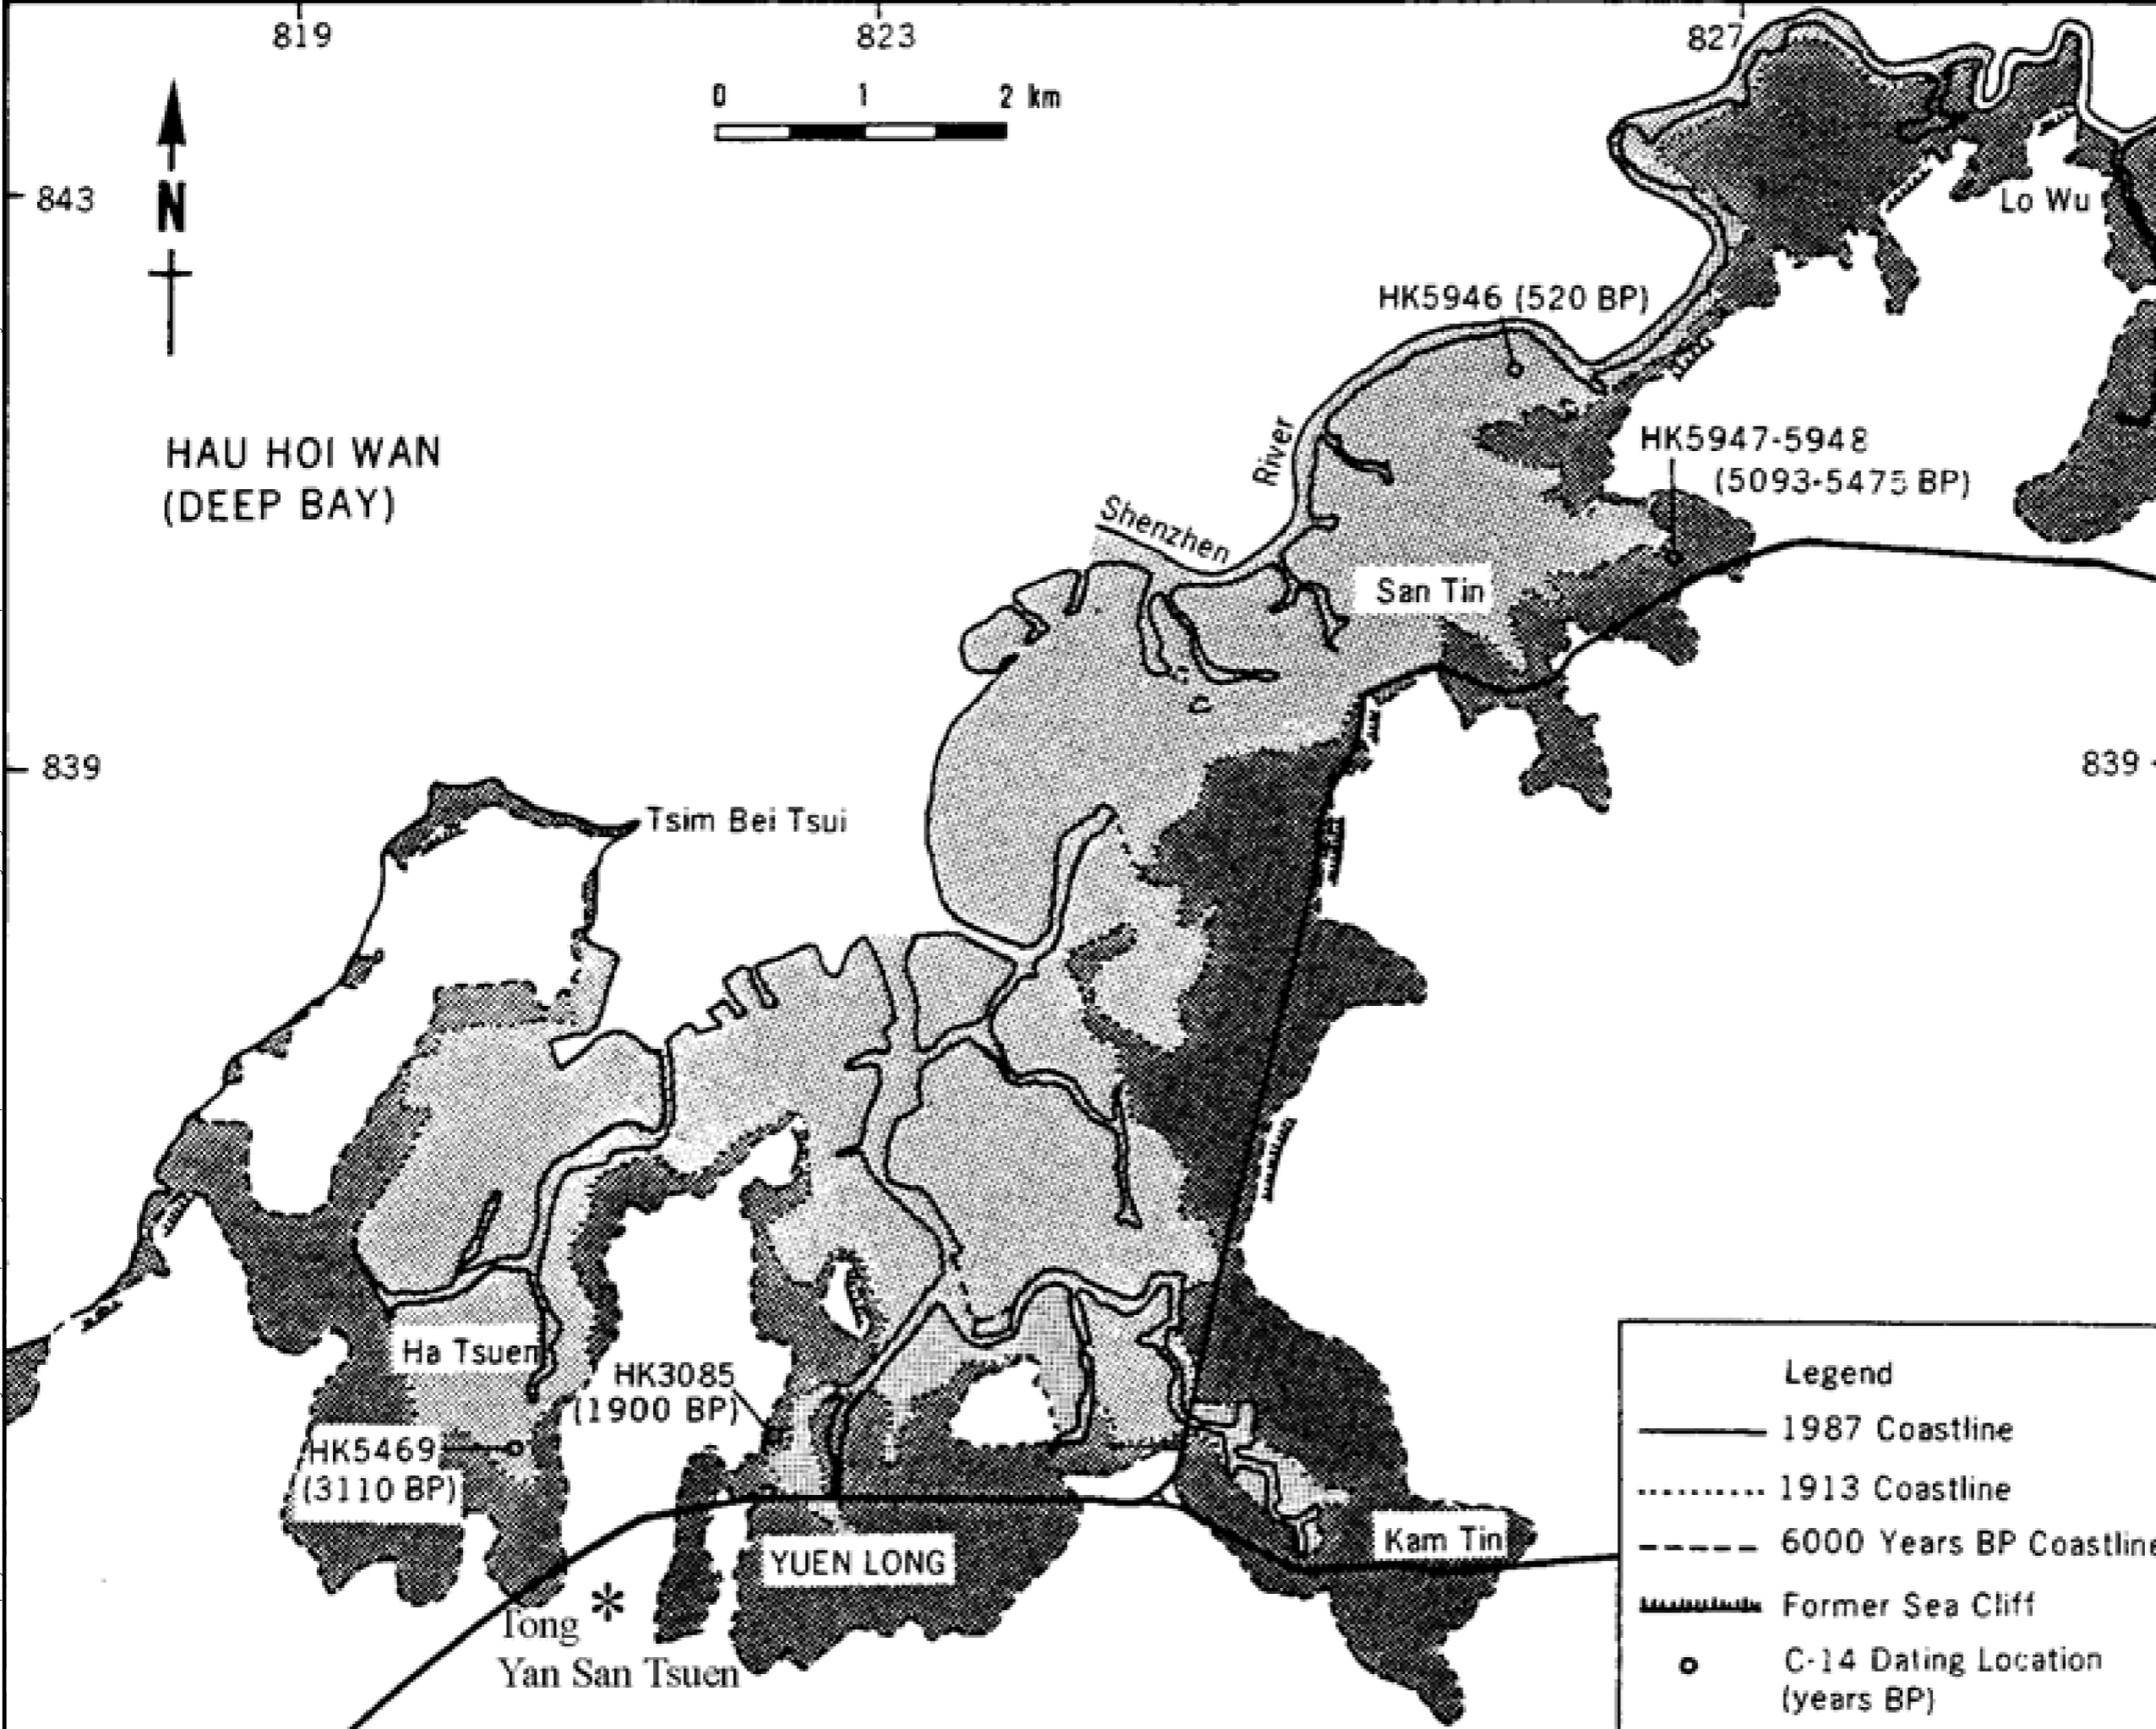 819
823
827
0 1 2 km
843
N
Lo Wu
HK5946 (520 BP)
River
HK5947-5948
(5093-5475 BP)
HAU HOI WAN
(DEEP BAY)
Shenzhen
San Tin
839
839
Tsim Bei Tsui
Ha Tsuen
HK3085
(1900 BP)
HK5469
(3110 BP)
YUEN LONG
Kam Tin
Tong
Yan San Tsuen
Legend
1987 Coastline
1913 Coastline
6000 Years BP Coastline
Former Sea Cliff
C-14 Dating Location
(years BP)